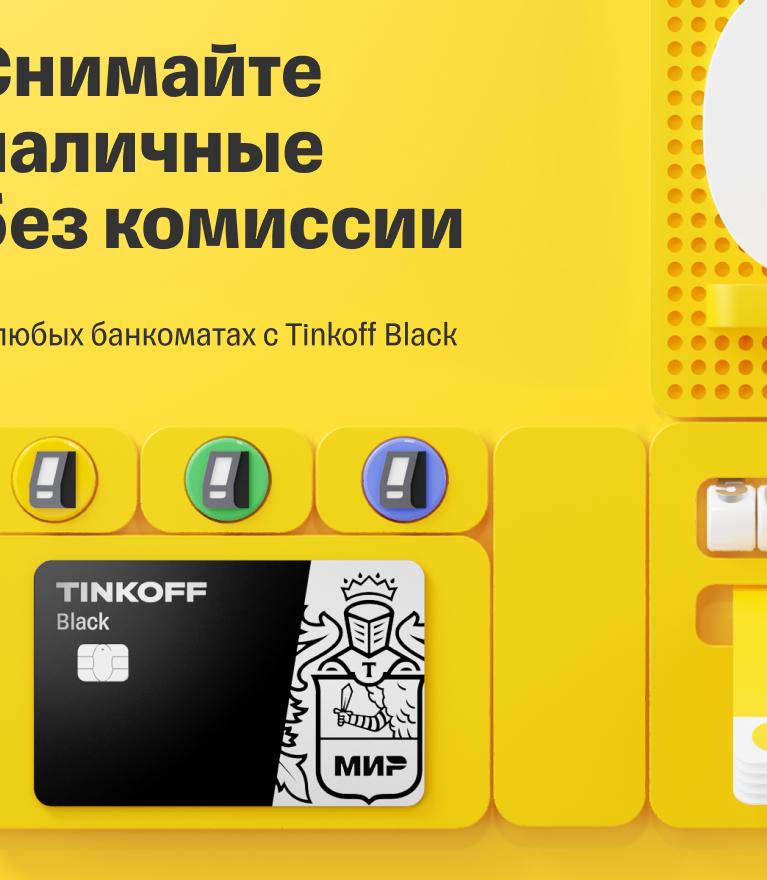 Снимайте
наличные
без комиссии
любых банкоматах с Tinkoff Black
TINKOFF
Black
T
МИР